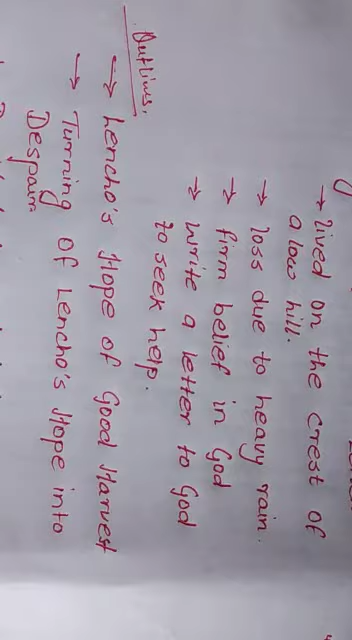 → lived on the crest of
a low hill.
→ loss due to heavy rain.
→ firm belief in God
→ write a letter to God
to seek help.
Outlines.
→ Lencho's Hope of Good Harvest
→ Turning of Lencho's Hope into
Despair.